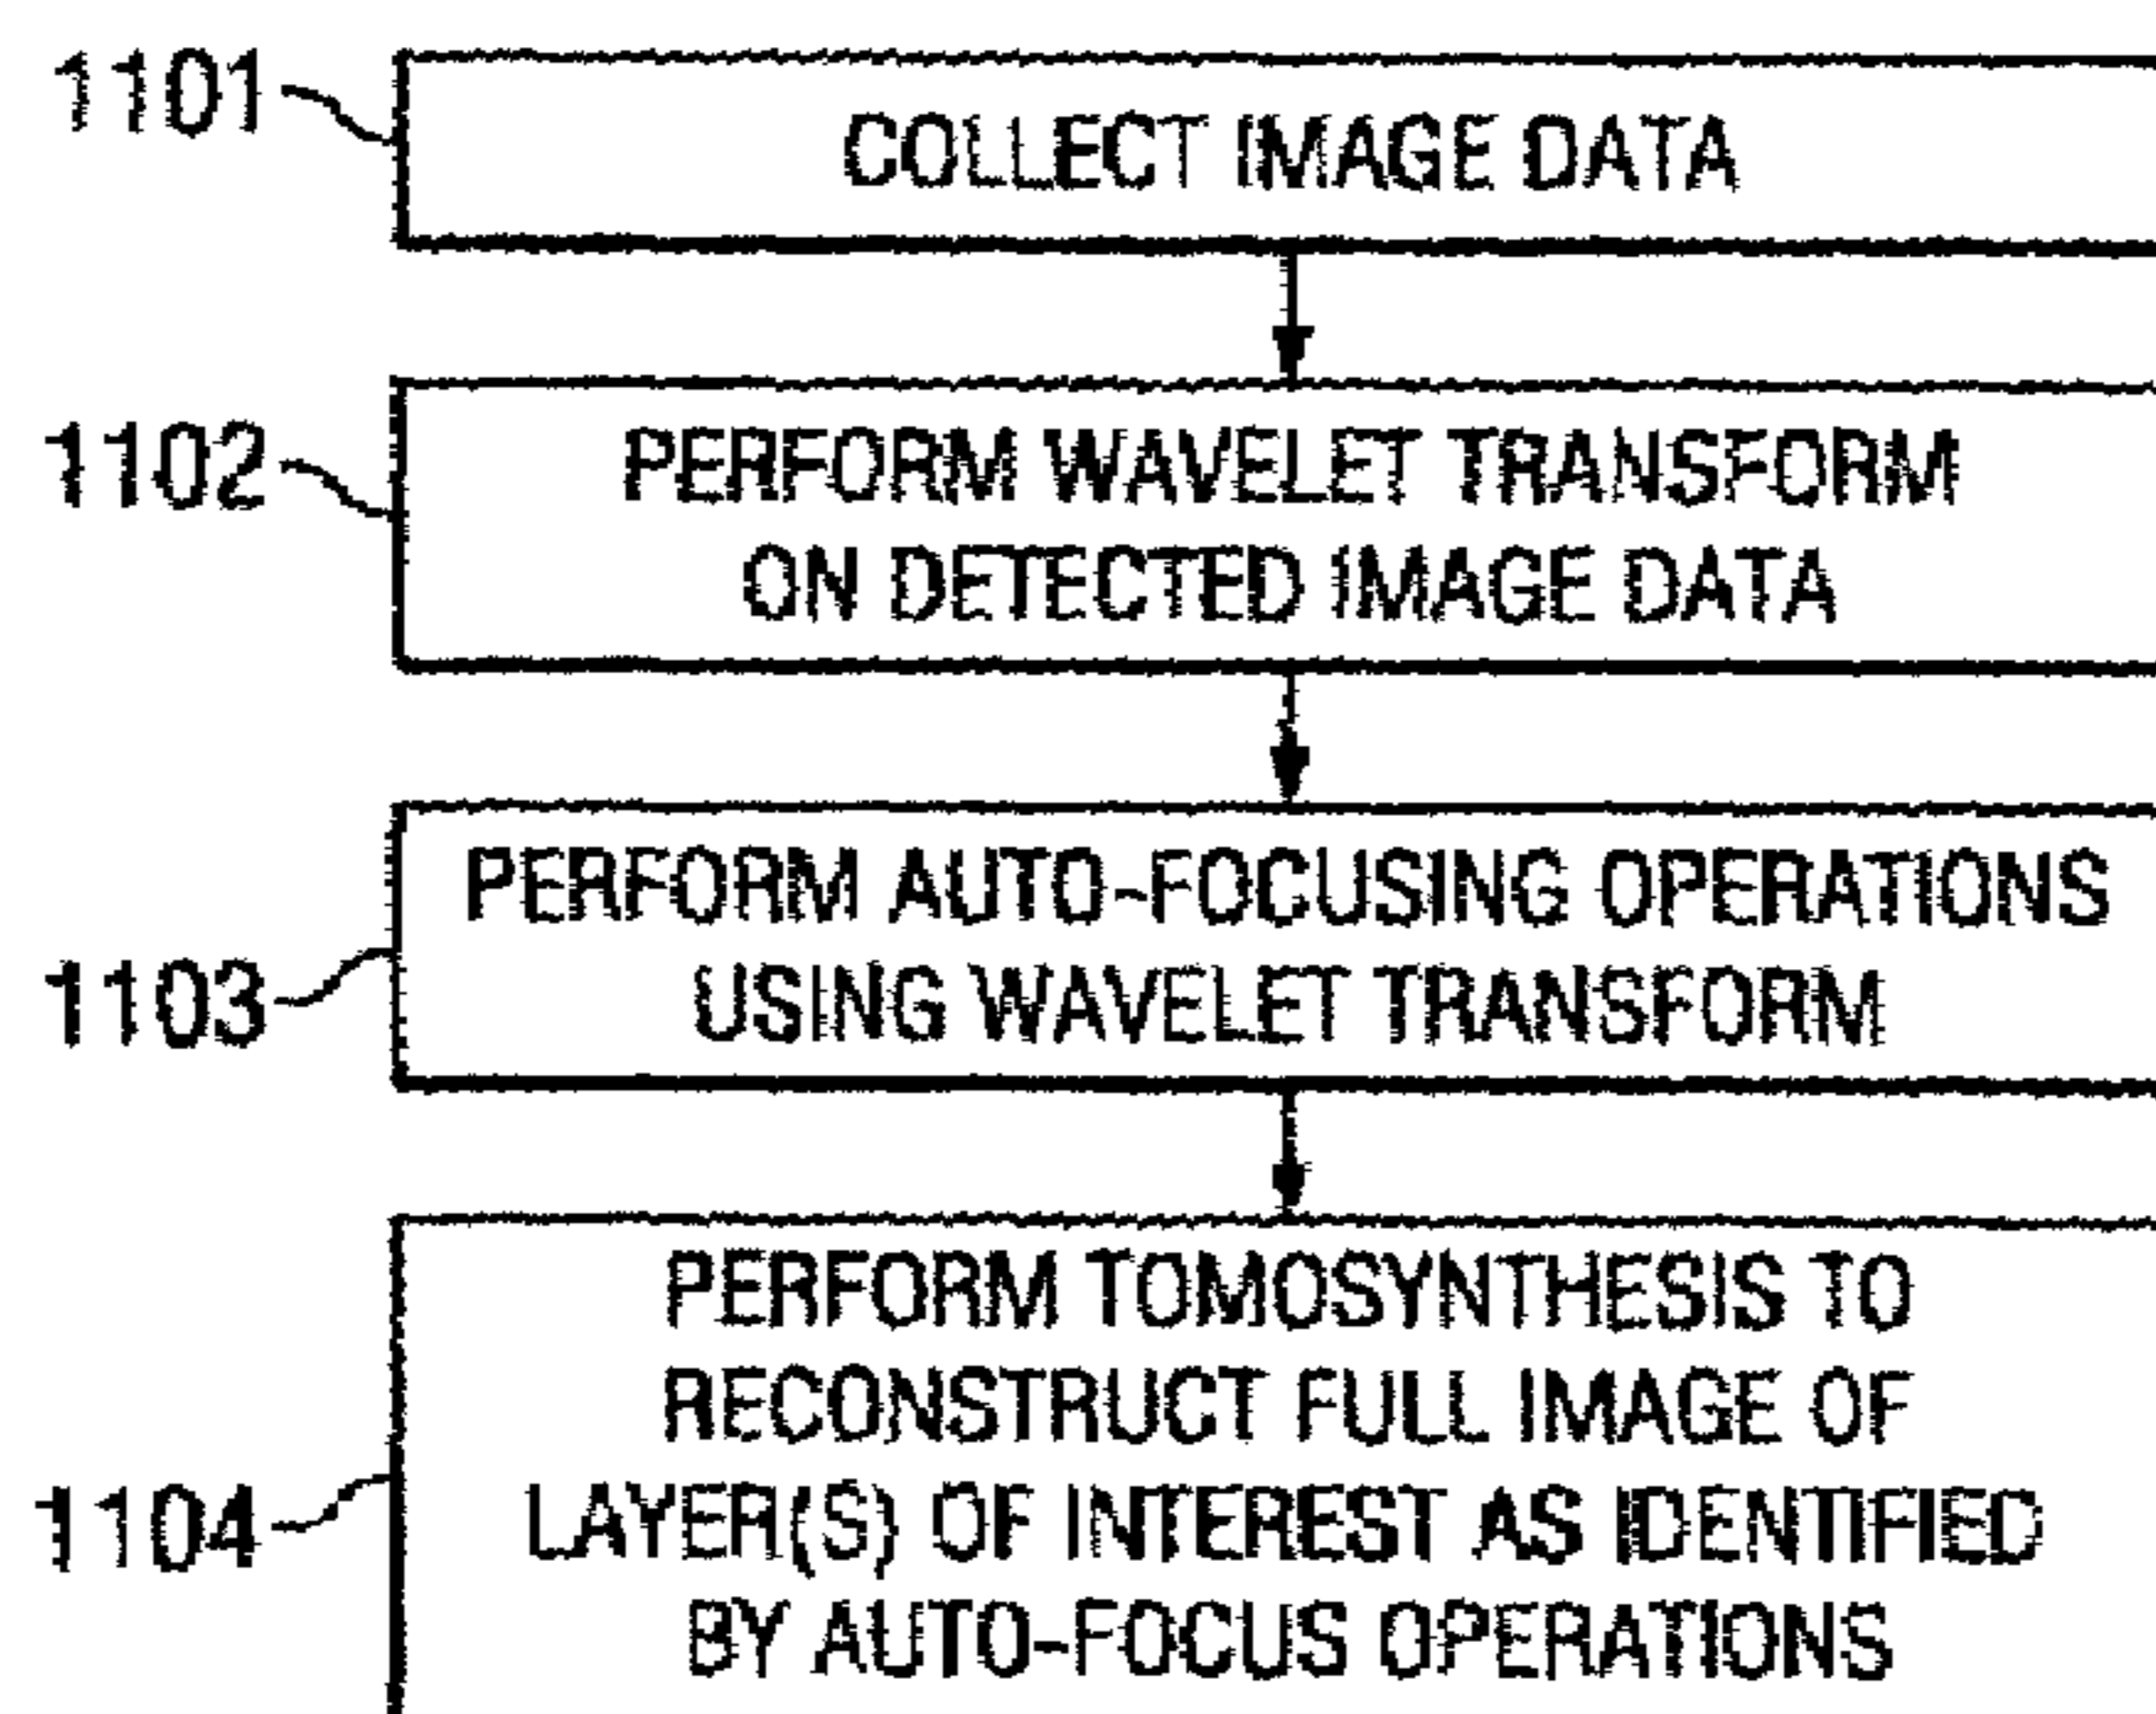 1101
COLLECT IMAGE DATA
1102
PERFORM WAVELET TRANSFORM
ON DETECTED IMAGE DATA
PERFORM AUTO-FOCUSING OPERATIONS
1103
USING WAVELET TRANSFORM
PERFORM TOMOSYNTHESIS TO
RECONSTRUCT FULL IMAGE OF
1104
LAYER(S) OF INTEREST AS IDENTIFIED
BY AUTO-FOCUS OPERATIONS